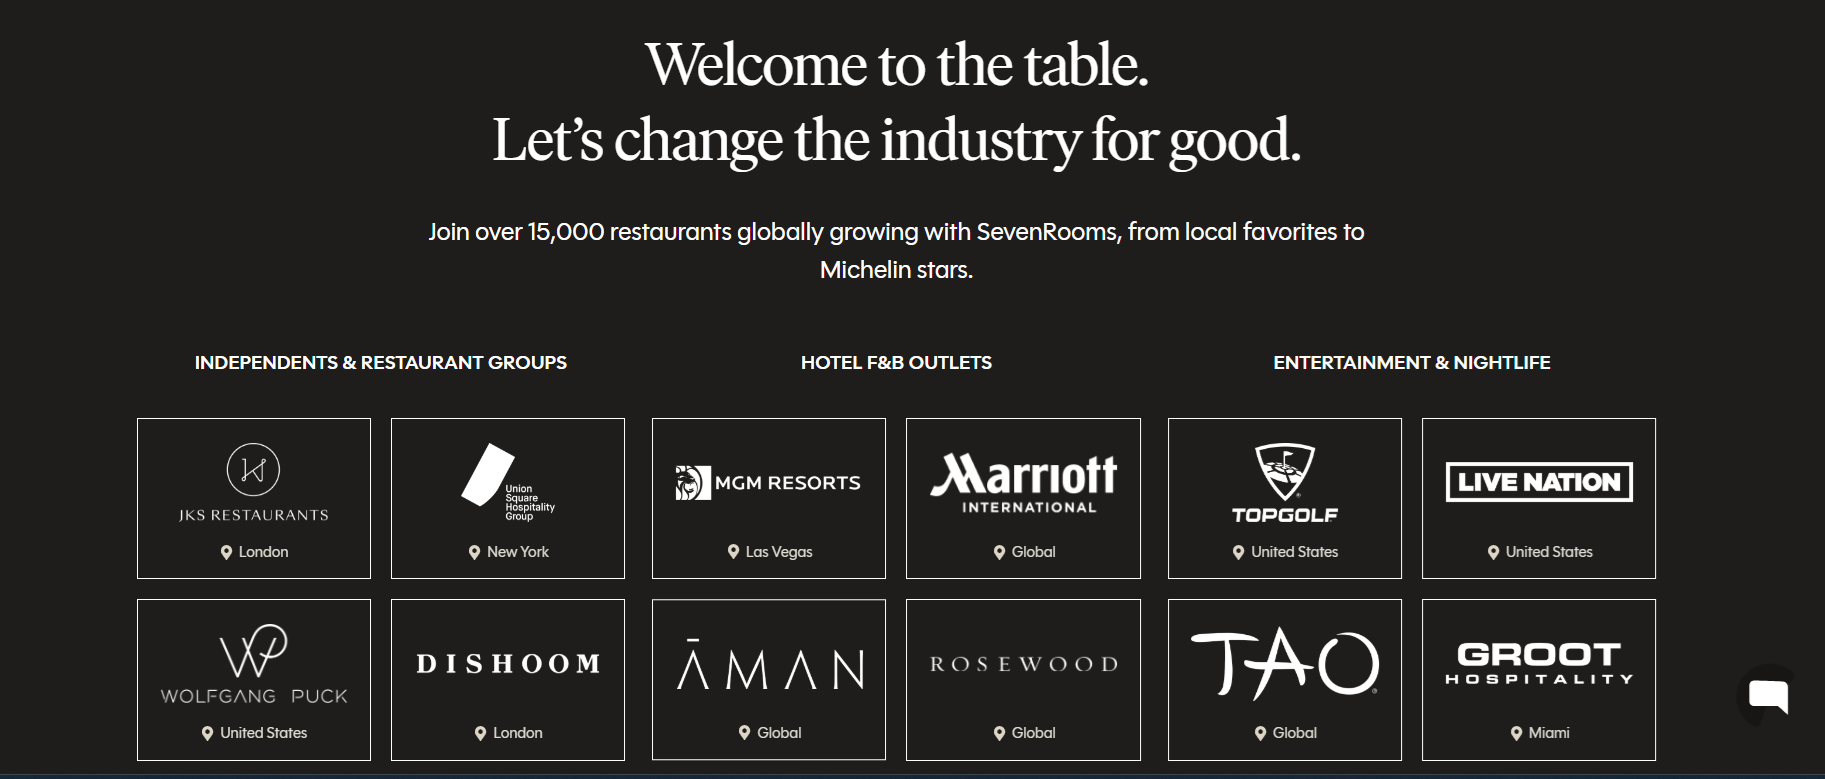 Welcome to the table.
Let’s change the industry for good.
Join over 15,000 restaurants globally growing with SevenRooms, from local favorites to
Michelin stars.
INDEPENDENTS & RESTAURANT GROUPS
HOTEL F&B OUTLETS
ENTERTAINMENT & NIGHTLIFE
JKS RESTAURANTS
London
Union
Square
Hospitality
Group
New York
MGM RESORTS
Las Vegas
Marriott
INTERNATIONAL
Global
TOPGOLF
United States
LIVE NATION
United States
WP
WOLFGANG PUCK
United States
DISHOOM
London
ĀMAN
Global
ROSEWOOD
Global
TAO®
Global
GROOT
HOSPITALITY
Miami